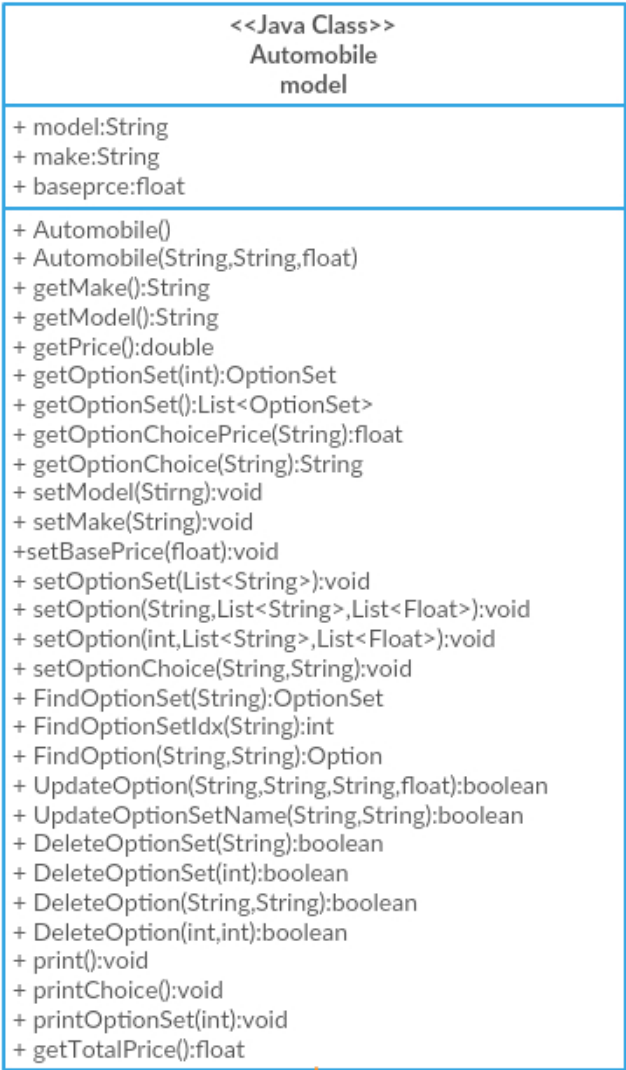 <<Java Class>>
Automobile
model
+ model:String
+ make:String
+ baseprce:float
+ Automobile()
+ Automobile(String,String,float)
+ getMake():String
+ getModel():String
+ getPrice():double
+ getOptionSet(int):OptionSet
+ getOptionSet():List<OptionSet>
+ getOptionChoicePrice(String):float
+ getOptionChoice(String):String
+ setModel(Stirng):void
+ setMake(String):void
+setBasePrice(float):void
+ setOptionSet(List<String>):void
+ setOption(String,List<String>,List<Float>):void
+ setOption(int,List<String>,List<Float>):void
+ setOptionChoice(String,String):void
+ FindOptionSet(String):OptionSet
+ FindOptionSetIdx(String):int
+ FindOption(String,String):Option
+ UpdateOption(String,String,String,float):boolean
+ UpdateOptionSetName(String,String):boolean
+ DeleteOptionSet(String):boolean
+ DeleteOptionSet(int):boolean
+ DeleteOption(String,String):boolean
+ DeleteOption(int,int):boolean
+ print():void
+ printChoice():void
+ printOptionSet(int):void
+ getTotalPrice():float